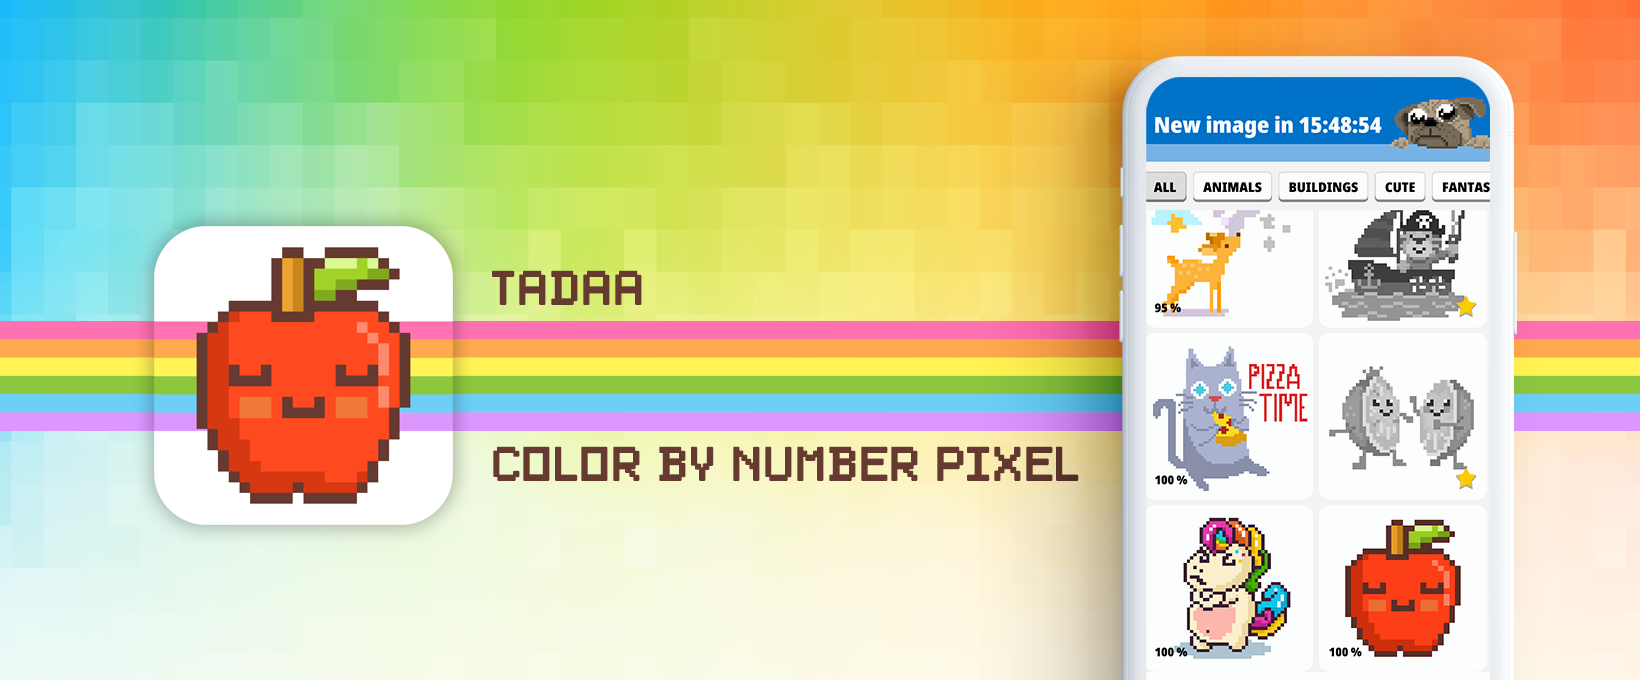 TADAA
COLOR BY NUMBER PIXEL
New image in 15:48:54
ALL
ANIMALS
BUILDINGS
CUTE
FANTAS
95 %
PIZZA
TIME
100 %
100 %
100 %